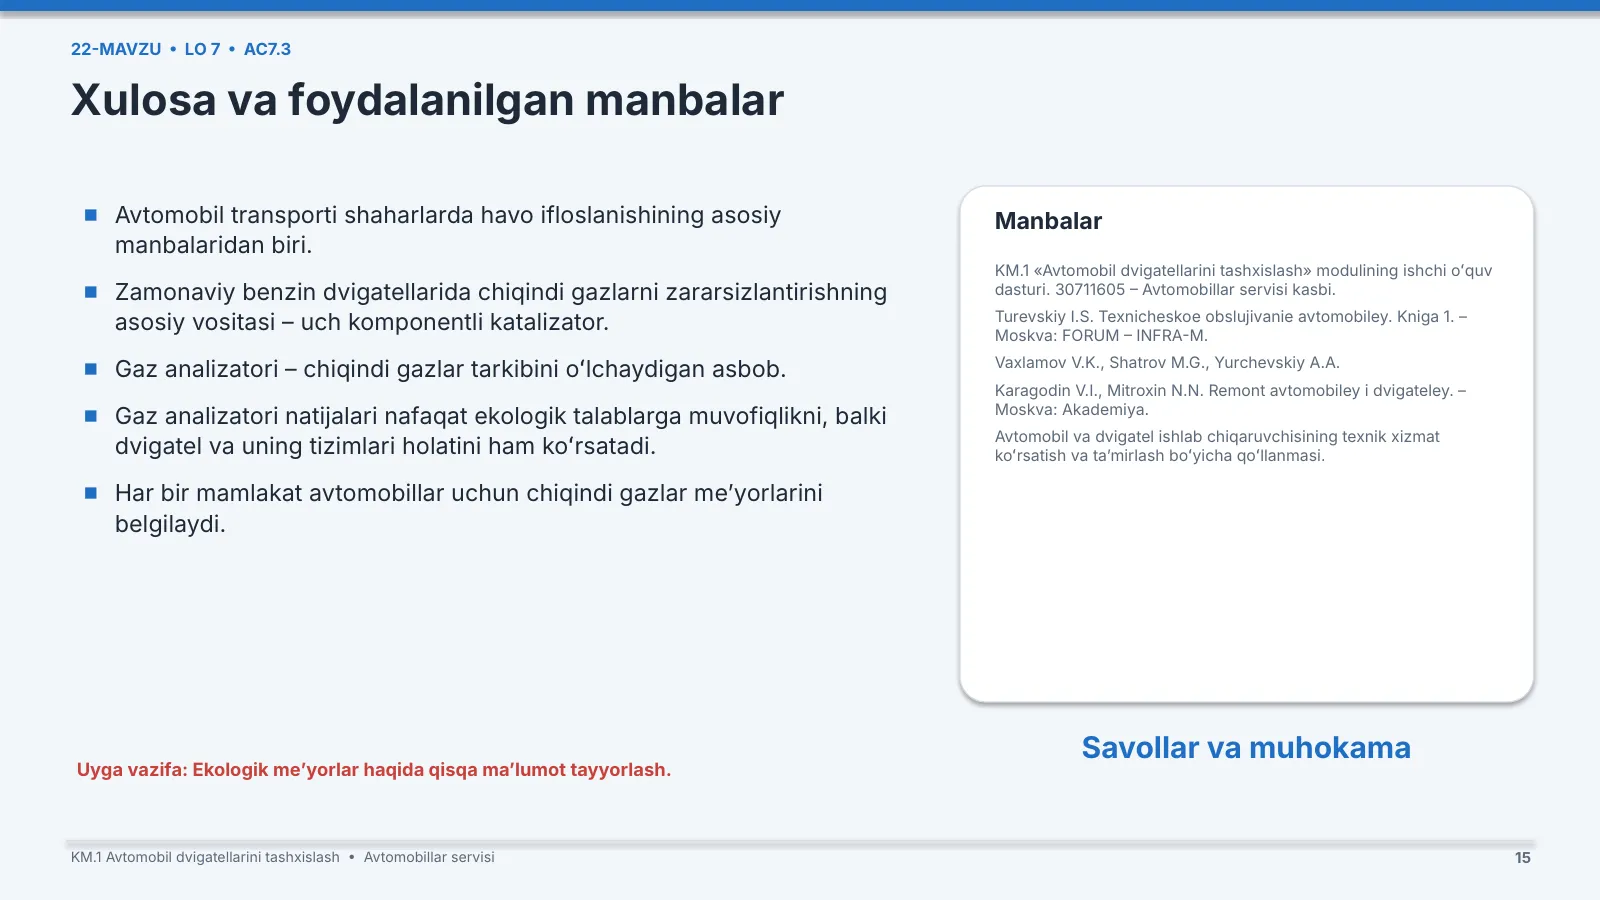 22-MAVZU • LO 7 • AC7.3
Xulosa va foydalanilgan manbalar
Avtomobil transporti shaharlarda havo ifloslanishining asosiy
manbalaridan biri.
Zamonaviy benzin dvigatellarida chiqindi gazlarni zararsizlantirishning
asosiy vositasi – uch komponentli katalizator.
Gaz analizatori – chiqindi gazlar tarkibini oʻlchaydigan asbob.
Gaz analizatori natijalari nafaqat ekologik talablarga muvofiqlikni, balki
dvigatel va uning tizimlari holatini ham koʻrsatadi.
Har bir mamlakat avtomobillar uchun chiqindi gazlar meʼyorlarini
belgilaydi.
Uyga vazifa: Ekologik meʼyorlar haqida qisqa maʼlumot tayyorlash.
Manbalar
KM.1 «Avtomobil dvigatellarini tashxislash» modulining ishchi oʻquv
dasturi. 30711605 – Avtomobillar servisi kasbi.
Turevskiy I.S. Texnicheskoe obslujivanie avtomobiley. Kniga 1. –
Moskva: FORUM – INFRA-M.
Vaxlamov V.K., Shatrov M.G., Yurchevskiy A.A.
Karagodin V.I., Mitroxin N.N. Remont avtomobiley i dvigateley. –
Moskva: Akademiya.
Avtomobil va dvigatel ishlab chiqaruvchisining texnik xizmat
koʻrsatish va taʼmirlash boʻyicha qoʻllanmasi.
Savollar va muhokama
KM.1 Avtomobil dvigatellarini tashxislash • Avtomobillar servisi
15